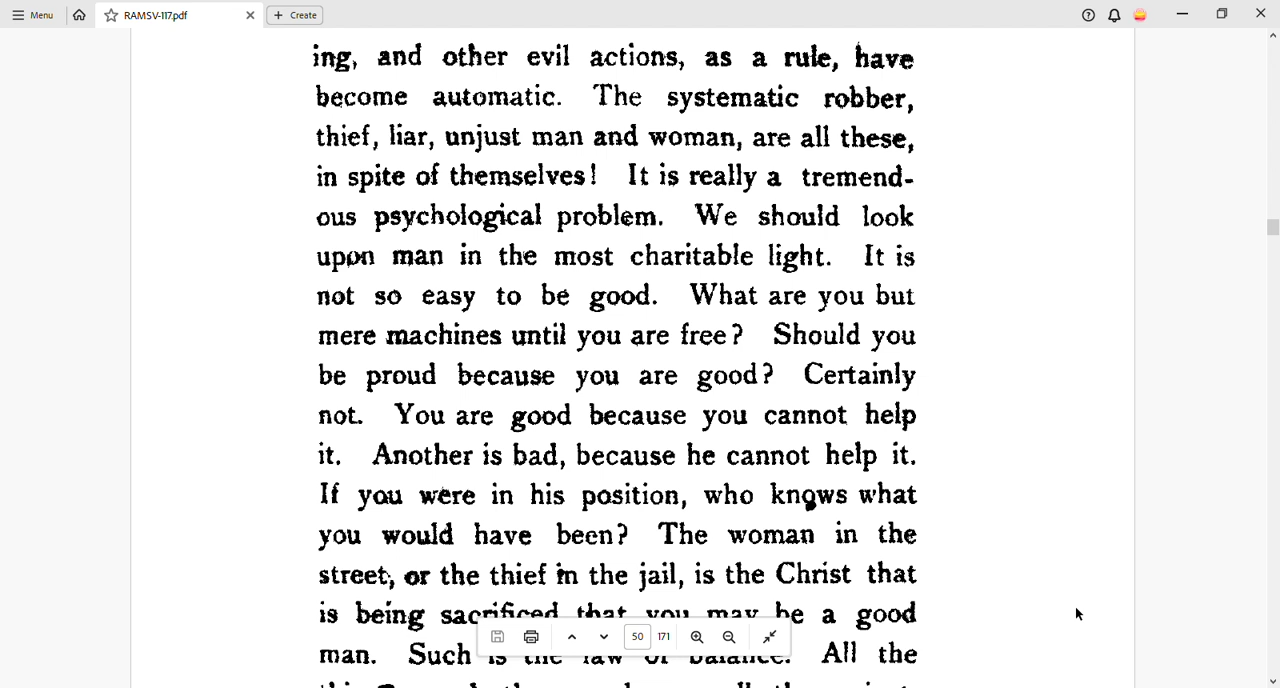 Menu
RAMSV-117.pdf
Create
ing, and other evil actions, as a rule, have
become automatic. The systematic robber,
thief, liar, unjust man and woman, are all these,
in spite of themselves! It is really a tremend-
ous psychological problem. We should look
upon man in the most charitable light. It is
not so easy to be good. What are you but
mere machines until you are free? Should you
be proud because you are good? Certainly
not. You are good because you cannot help
it. Another is bad, because he cannot help it.
If you were in his position, who knows what
you would have been? The woman in the
street, or the thief in the jail, is the Christ that
is being sacrificed that you may be a good
50 171
man. Such is the law of balance. All the